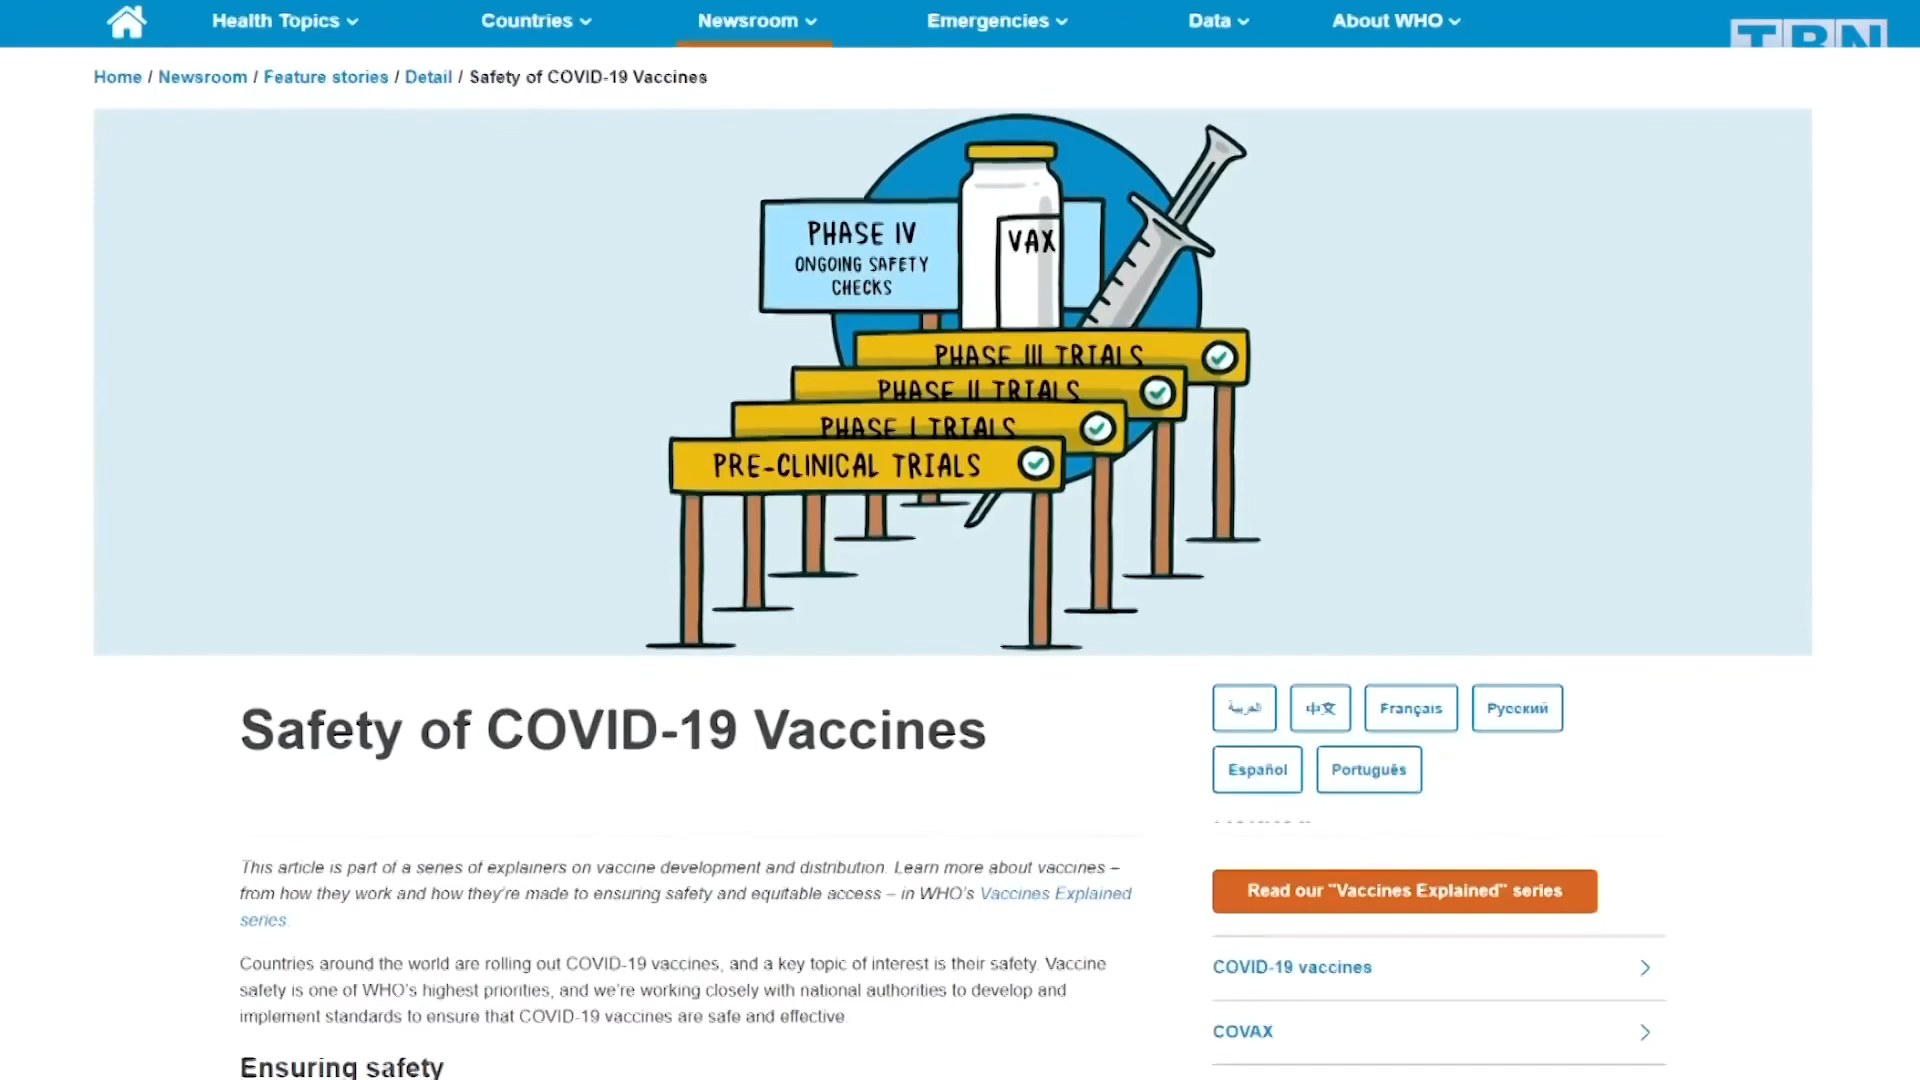 Health Topics
Countries
Newsroom
Emergencies
Data
About WHO
TBN
Home / Newsroom / Feature stories / Detail / Safety of COVID-19 Vaccines
PHASE IV
ONGOING SAFETY
CHECKS
VAX
PHASE III TRIALS
PHASE II TRIALS
PHASE I TRIALS
PRE-CLINICAL TRIALS
Safety of COVID-19 Vaccines
العربية
中文
Français
Русский
Español
Português
This article is part of a series of explainers on vaccine development and distribution. Learn more about vaccines –
from how they work and how they're made to ensuring safety and equitable access – in WHO's Vaccines Explained
series.
Countries around the world are rolling out COVID-19 vaccines, and a key topic of interest is their safety. Vaccine
safety is one of WHO's highest priorities, and we're working closely with national authorities to develop and
implement standards to ensure that COVID-19 vaccines are safe and effective.
Ensuring safety
Read our "Vaccines Explained" series
COVID-19 vaccines
COVAX